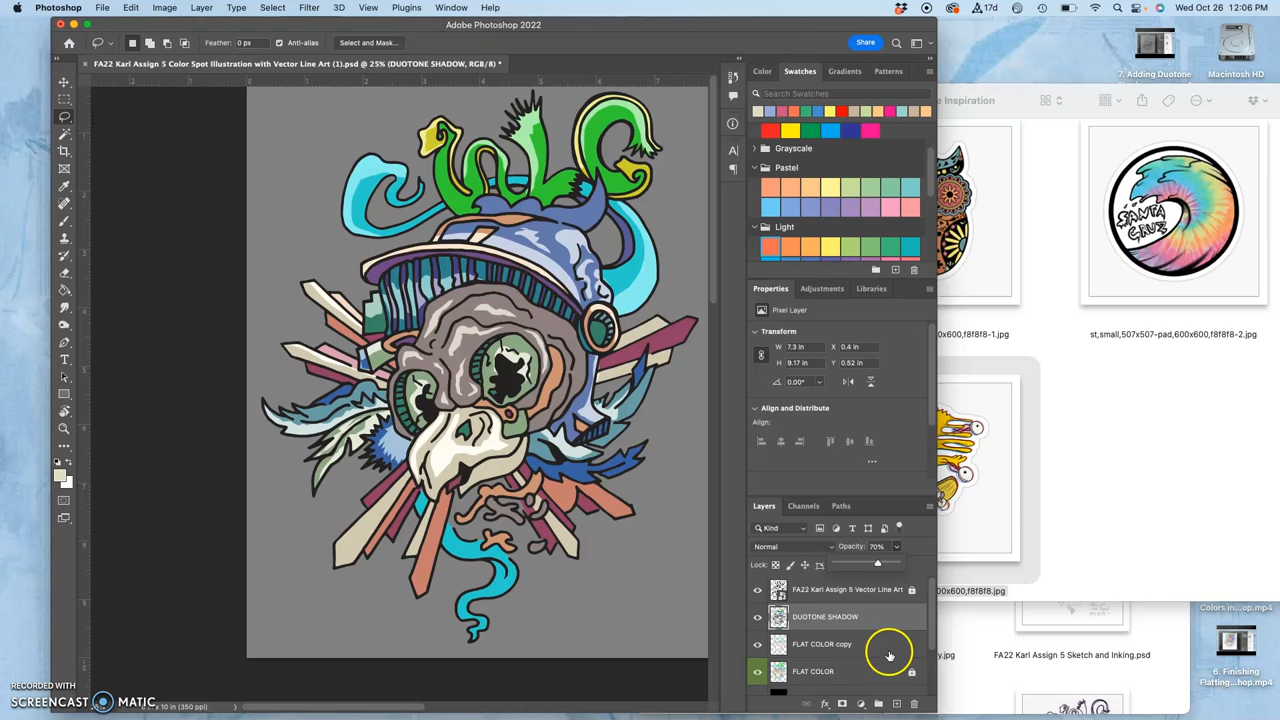 Photoshop File Edit Image Layer Type Select Filter 3D View Plugins Window Help 17d Wed Oct 26 12:06 PM
Adobe Photoshop 2022
Feather: 0 px Anti-alias Select and Mask... Share
FA22 Karl Assign 5 Color Spot Illustration with Vector Line Art (1).psd @ 25% (DUOTONE SHADOW, RGB/8) *
Color Swatches Gradients Patterns
Search Swatches
Grayscale
Pastel
Light
Properties Adjustments Libraries
Pixel Layer
Transform
W 7.3 in X 0.4 in
H 9.17 in Y 0.52 in
0.00°
Align and Distribute
Align:
Layers Channels Paths
Kind
Normal Opacity: 70%
Lock:
FA22 Karl Assign 5 Vector Line Art
DUOTONE SHADOW
FLAT COLOR copy
FLAT COLOR
7. Adding Duotone
Macintosh HD
Inspiration
SANTA
CRUZ
600x600,f8f8f8-1.jpg
st,small,507x507-pad,600x600,f8f8f8-2.jpg
00x600,f8f8f8.jpg
Colors in...op.mp4
y.jpg
FA22 Karl Assign 5 Sketch and Inking.psd
6. Finishing
Flatting...hop.mp4
RECORDED WITH
SCREENCAST MATIC